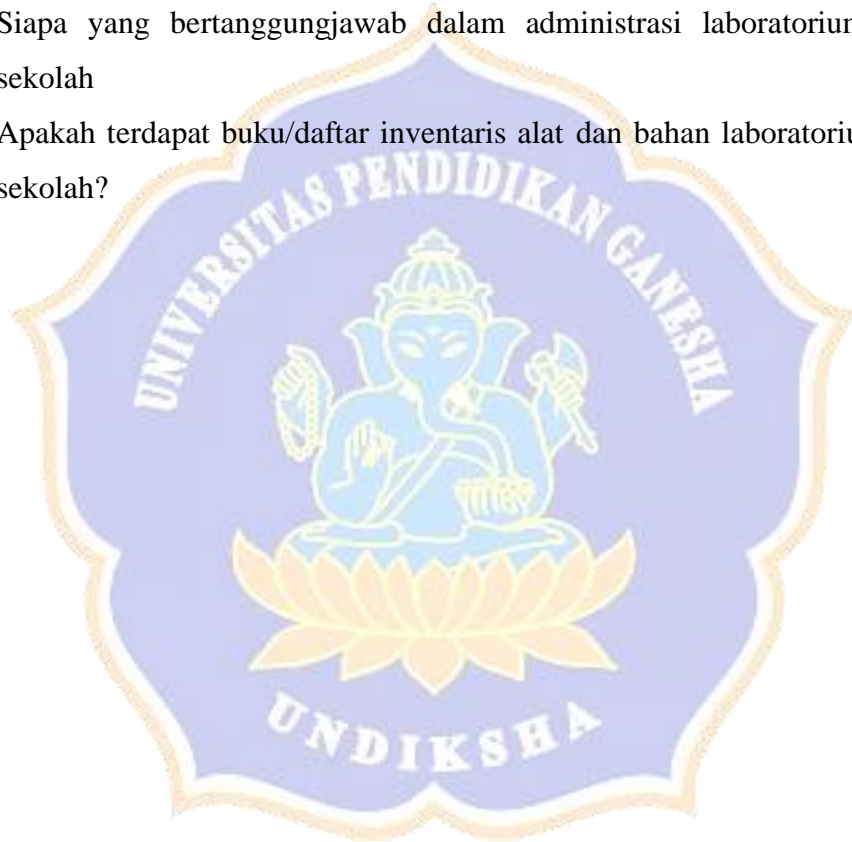 Siapa yang bertanggungjawab dalam administrasi laboratorium
sekolah
Apakah terdapat buku/daftar inventaris alat dan bahan laboratoriu
sekolah?
UNIVERSITAS PENDIDIKAN GANESHA
UNDIKSHA